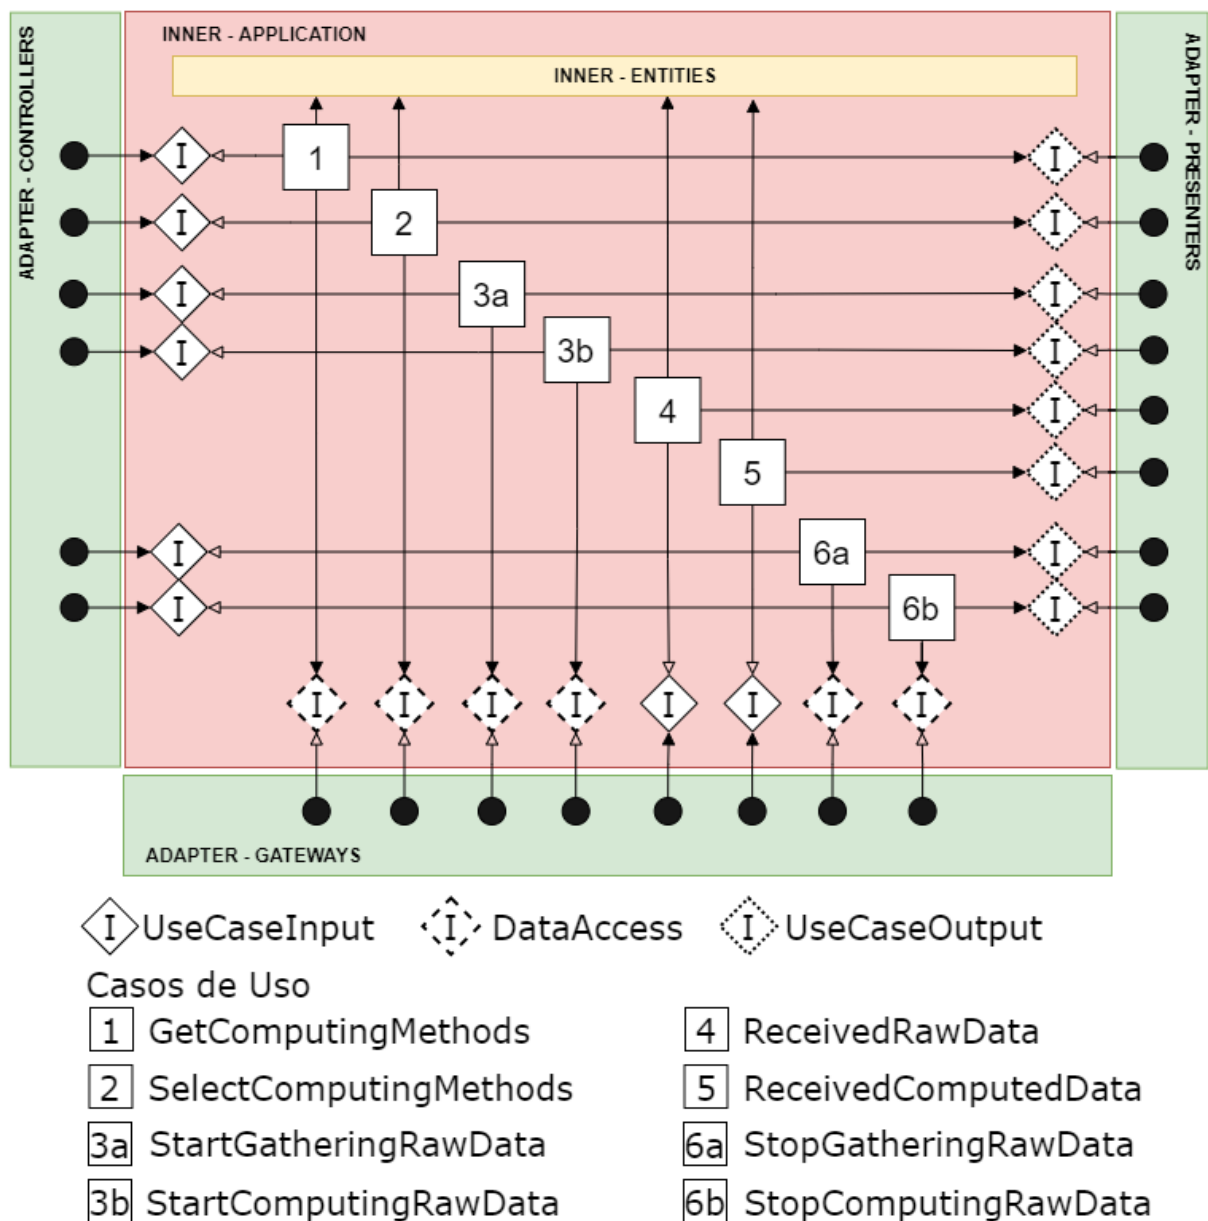 INNER - APPLICATION
INNER - ENTITIES
ADAPTER - CONTROLLERS
ADAPTER - PRESENTERS
I 1 I
I 2 I
I 3a I
I 3b I
4 I
5 I
I 6a I
I 6b I
I I I I I I I I
ADAPTER - GATEWAYS
I UseCaseInput I DataAccess I UseCaseOutput
Casos de Uso
1 GetComputingMethods 4 ReceivedRawData
2 SelectComputingMethods 5 ReceivedComputedData
3a StartGatheringRawData 6a StopGatheringRawData
3b StartComputingRawData 6b StopComputingRawData